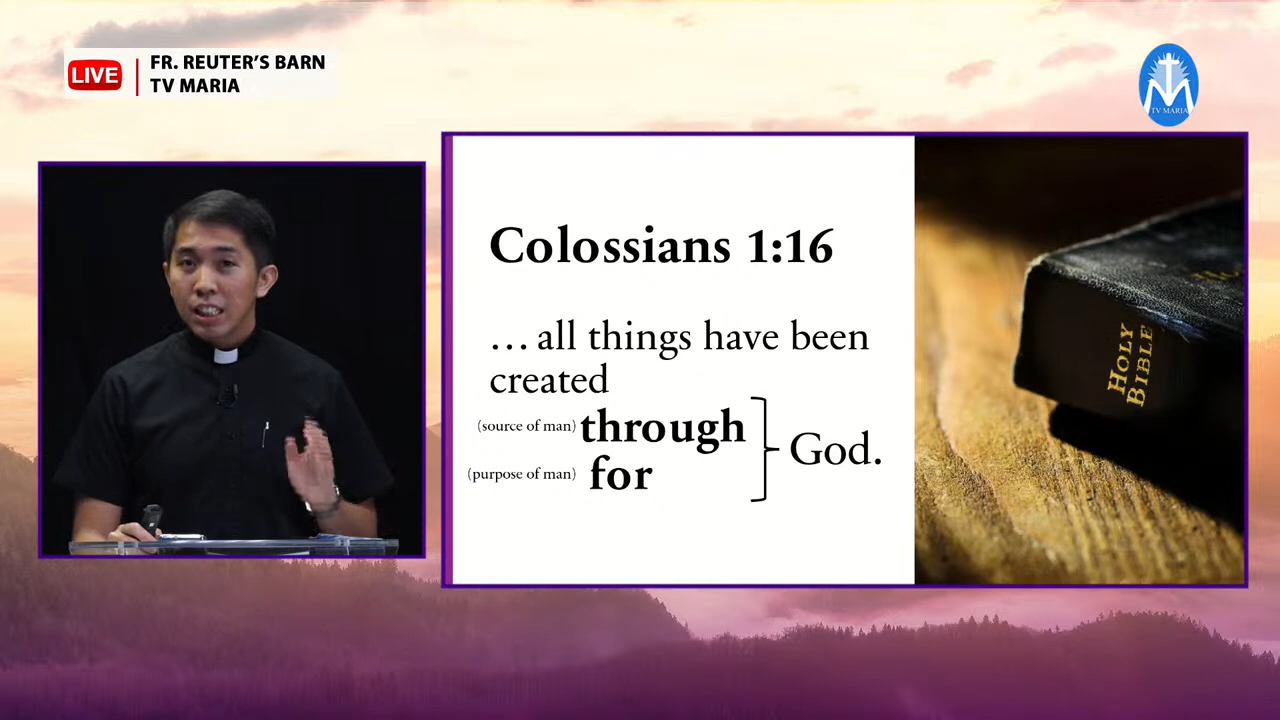 LIVE
FR. REUTER'S BARN
TV MARIA
TV MARIA
Colossians 1:16
… all things have been
created
(source of man) through
(purpose of man) for
God.
HOLY
BIBLE